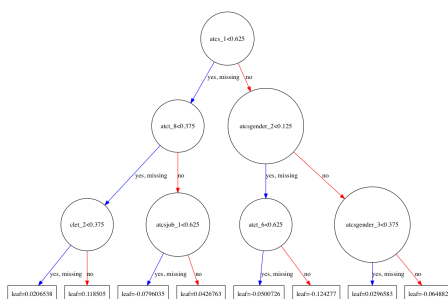 atcs_1<0.625
yes, missing
no
atct_8<0.375
atcsgender_2<0.125
yes, missing
no
yes, missing
no
clet_2<0.375
atcsjob_1<0.625
atct_6<0.625
atcsgender_3<0.375
yes, missing
no
yes, missing
no
yes, missing
no
yes, missing
no
leaf=0.0206538
leaf=0.118505
leaf=-0.0796035
leaf=0.0426763
leaf=-0.0500726
leaf=-0.124277
leaf=0.0296583
leaf=-0.064882